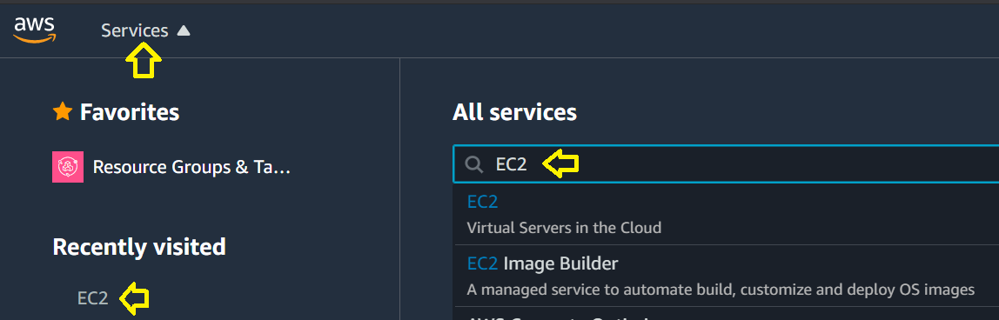 aws
Services
Favorites
Resource Groups & Ta...
Recently visited
EC2
All services
EC2
EC2
Virtual Servers in the Cloud
EC2 Image Builder
A managed service to automate build, customize and deploy OS images